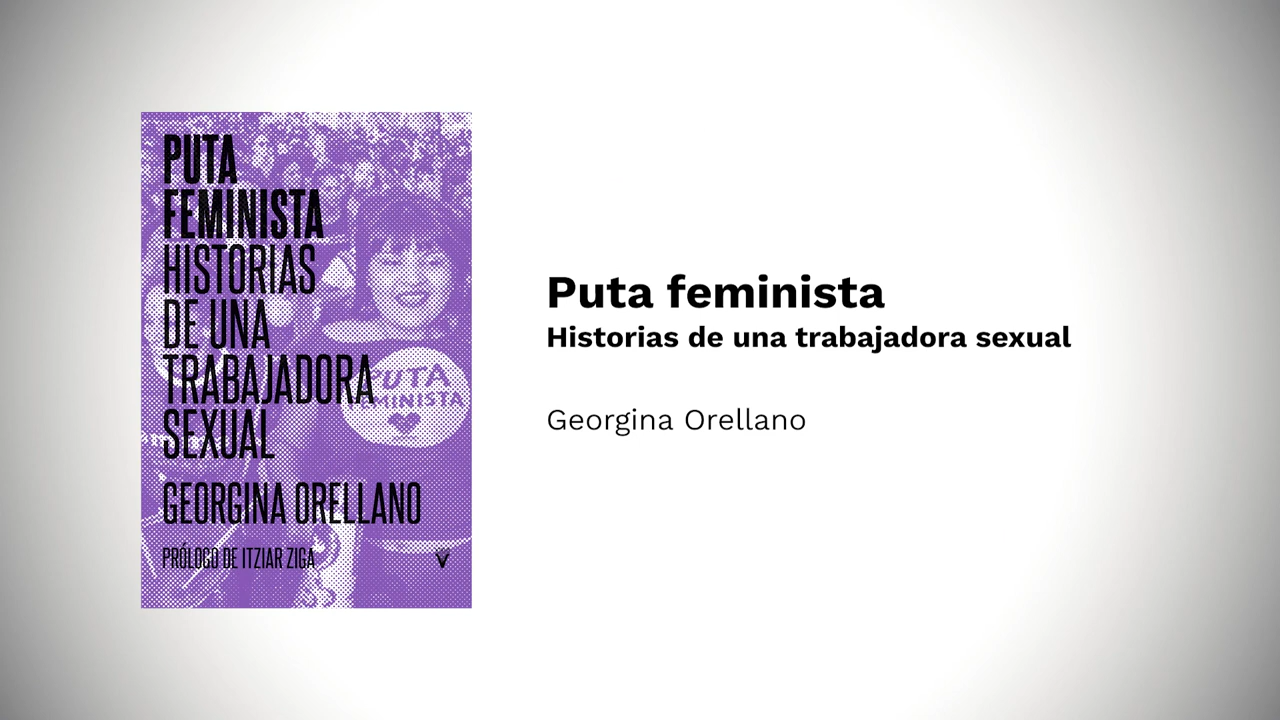 PUTA
FEMINISTA
HISTORIAS
DE UNA
TRABAJADORA
SEXUAL
GEORGINA ORELLANO
PRÓLOGO DE ITZIAR ZIGA
V
PUTA
FEMINISTA
Puta feminista
Historias de una trabajadora sexual
Georgina Orellano